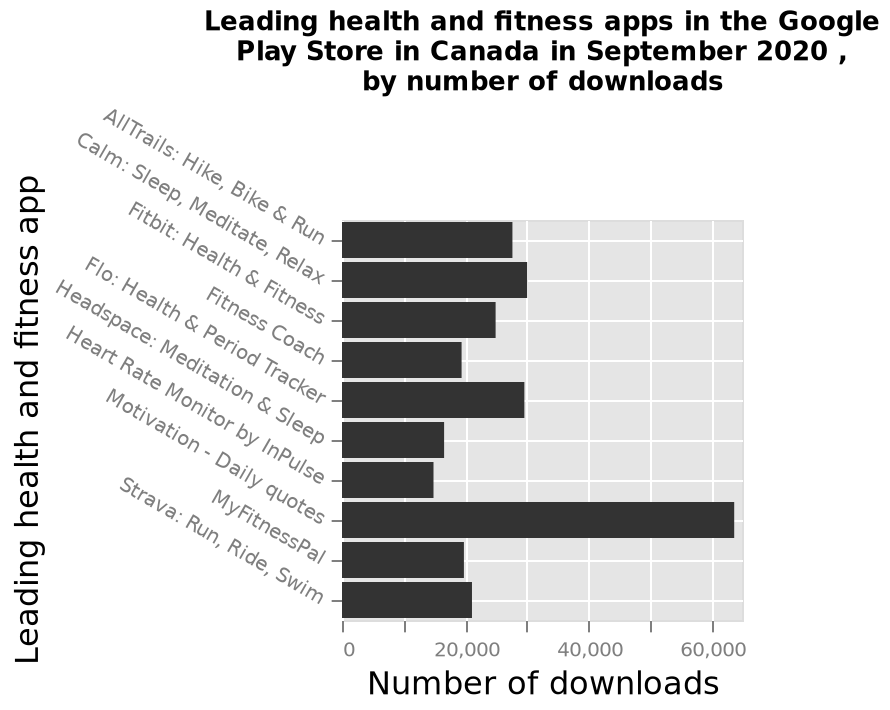 Leading health and fitness apps in the Google
Play Store in Canada in September 2020 ,
by number of downloads
Leading health and fitness app
AllTrails: Hike, Bike & Run
Calm: Sleep, Meditate, Relax
Fitbit: Health & Fitness
Fitness Coach
Flo: Health & Period Tracker
Headspace: Meditation & Sleep
Heart Rate Monitor by InPulse
Motivation - Daily quotes
MyFitnessPal
Strava: Run, Ride, Swim
0 20,000 40,000 60,000
Number of downloads